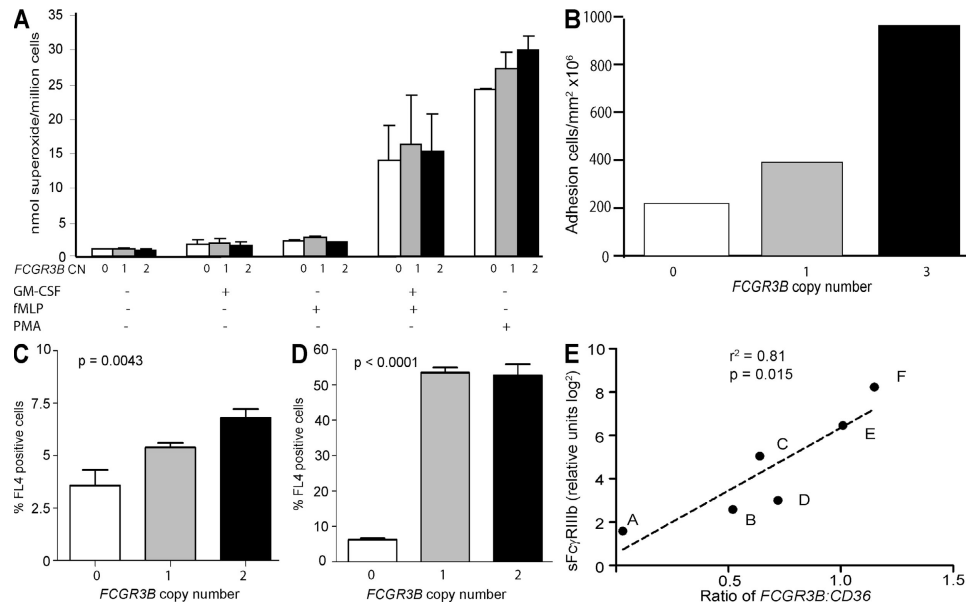 A
nmol superoxide/million cells
35
30
25
20
15
10
5
0
FCGR3B CN 0 1 2 0 1 2 0 1 2 0 1 2 0 1 2
GM-CSF - + - + -
fMLP - - + + -
PMA - - - - +
B
Adhesion cells/mm² x10⁶
1000
800
600
400
200
0
0 1 3
FCGR3B copy number
C
p = 0.0043
% FL4 positive cells
10
7.5
5
2.5
0
0 1 2
FCGR3B copy number
D
p < 0.0001
% FL4 positive cells
60
50
40
30
20
10
0
0 1 2
FCGR3B copy number
E
r² = 0.81
p = 0.015
sFcγRIIIb (relative units log²)
10
8
6
4
2
0
A
B
C
D
E
F
0.5 1.0 1.5
Ratio of FCGR3B:CD36